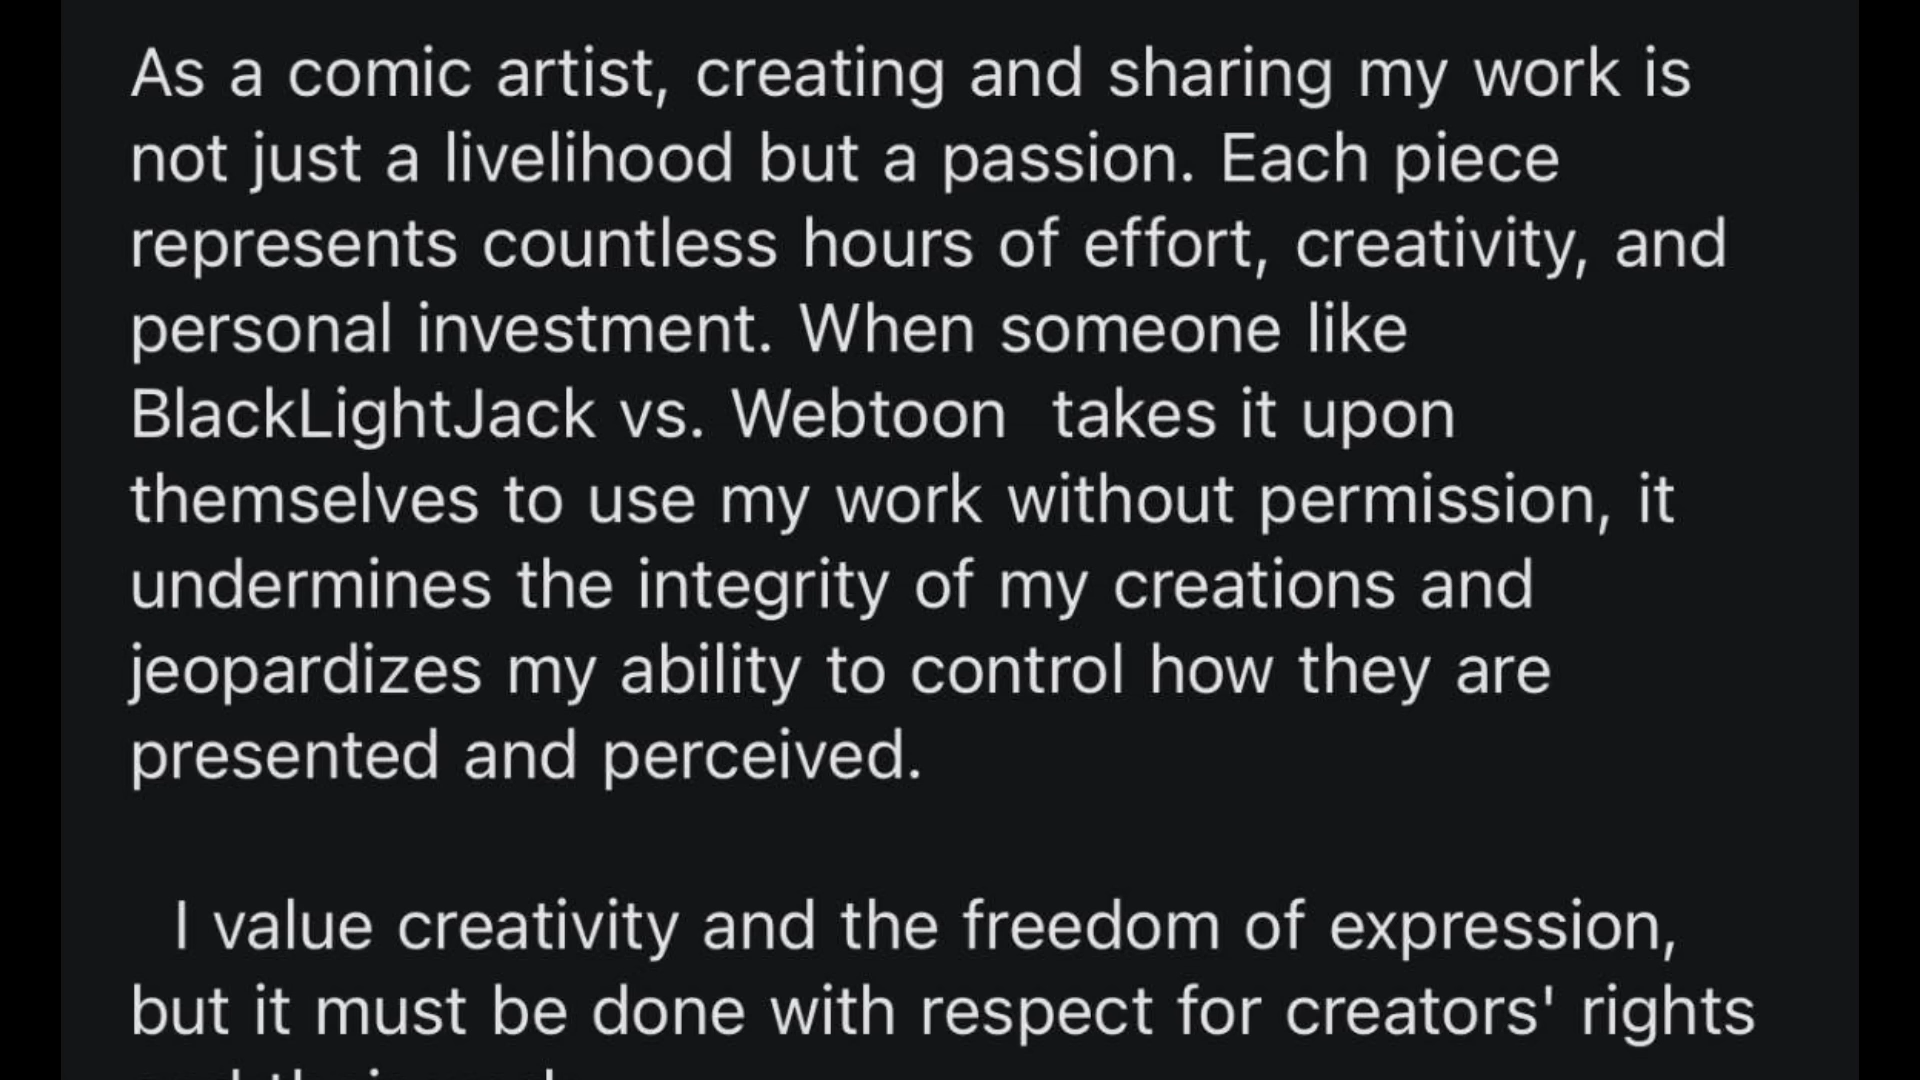 As a comic artist, creating and sharing my work is
not just a livelihood but a passion. Each piece
represents countless hours of effort, creativity, and
personal investment. When someone like
BlackLightJack vs. Webtoon  takes it upon
themselves to use my work without permission, it
undermines the integrity of my creations and
jeopardizes my ability to control how they are
presented and perceived.
I value creativity and the freedom of expression,
but it must be done with respect for creators' rights